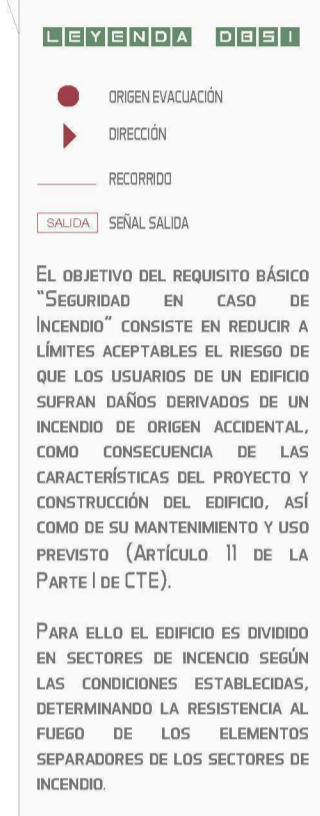 LEYENDA DBSI
ORIGEN EVACUACIÓN
DIRECCIÓN
RECORRIDO
SALIDA SEÑAL SALIDA
EL OBJETIVO DEL REQUISITO BÁSICO
"SEGURIDAD EN CASO DE
INCENDIO" CONSISTE EN REDUCIR A
LÍMITES ACEPTABLES EL RIESGO DE
QUE LOS USUARIOS DE UN EDIFICIO
SUFRAN DAÑOS DERIVADOS DE UN
INCENDIO DE ORIGEN ACCIDENTAL,
COMO CONSECUENCIA DE LAS
CARACTERÍSTICAS DEL PROYECTO Y
CONSTRUCCIÓN DEL EDIFICIO, ASÍ
COMO DE SU MANTENIMIENTO Y USO
PREVISTO (ARTÍCULO 11 DE LA
PARTE I DE CTE).
PARA ELLO EL EDIFICIO ES DIVIDIDO
EN SECTORES DE INCENCIO SEGÚN
LAS CONDICIONES ESTABLECIDAS,
DETERMINANDO LA RESISTENCIA AL
FUEGO DE LOS ELEMENTOS
SEPARADORES DE LOS SECTORES DE
INCENDIO.